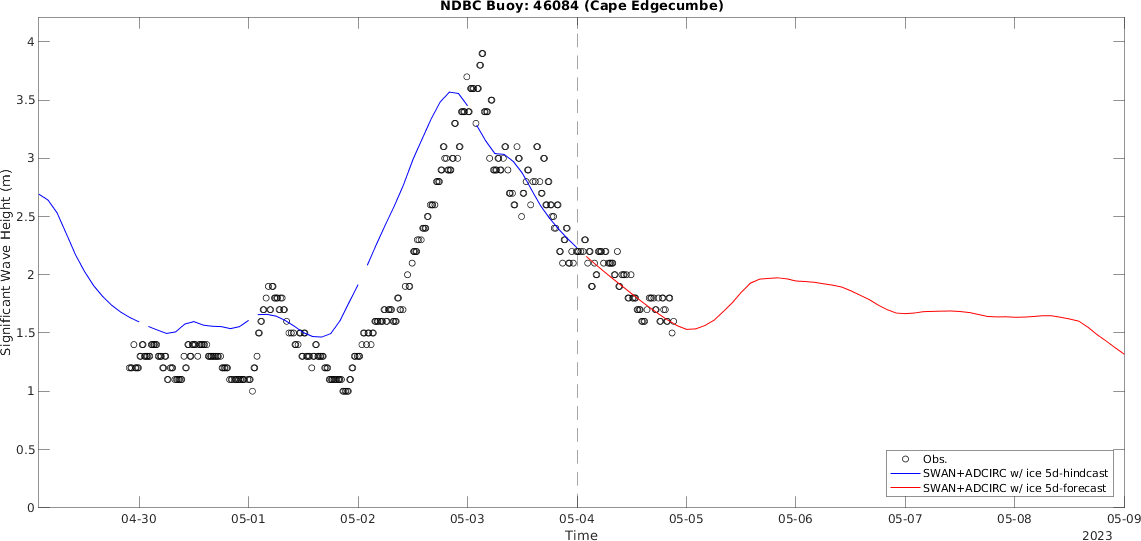 NDBC Buoy: 46084 (Cape Edgecumbe)
Significant Wave Height (m)
4
3.5
3
2.5
2
1.5
1
0.5
0
Obs.
SWAN+ADCIRC w/ ice 5d-hindcast
SWAN+ADCIRC w/ ice 5d-forecast
04-30 05-01 05-02 05-03 05-04 05-05 05-06 05-07 05-08 05-09
Time
2023